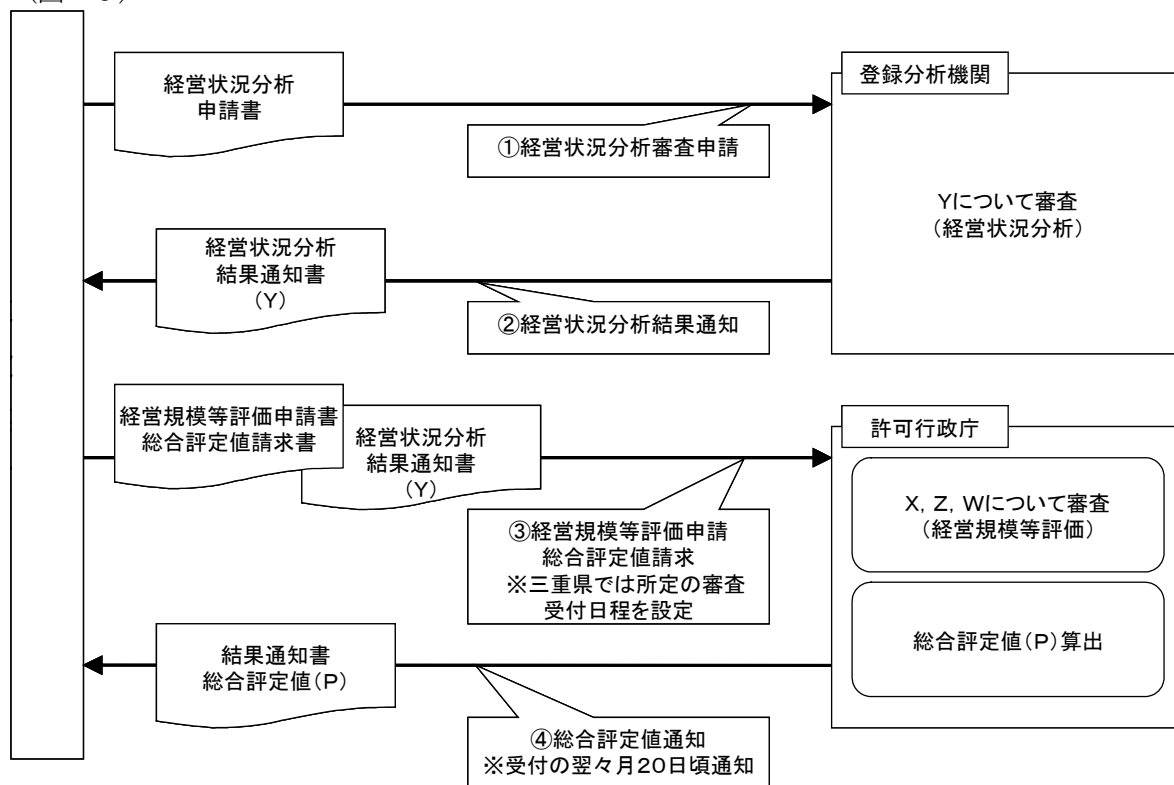 経営状況分析
申請書
登録分析機関
①経営状況分析審査申請
Yについて審査
(経営状況分析)
経営状況分析
結果通知書
(Y)
②経営状況分析結果通知
経営規模等評価申請書
総合評定値請求書
経営状況分析
結果通知書
(Y)
許可行政庁
X, Z, Wについて審査
(経営規模等評価)
③経営規模等評価申請
総合評定値請求
※三重県では所定の審査
受付日程を設定
総合評定値(P)算出
結果通知書
総合評定値(P)
④総合評定値通知
※受付の翌々月20日頃通知